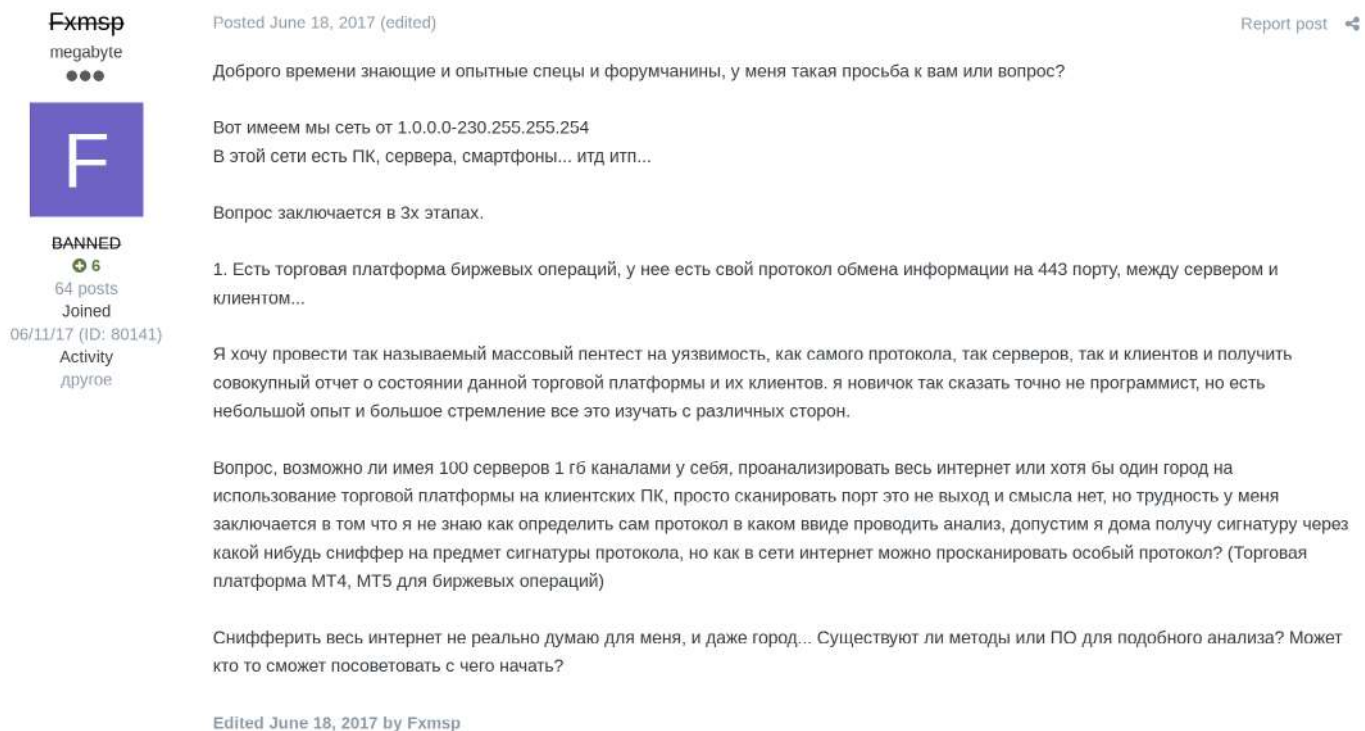 Fxmsp
megabyte
F
BANNED
6
64 posts
Joined
06/11/17 (ID: 80141)
Activity
другое
Posted June 18, 2017 (edited)
Report post
Доброго времени знающие и опытные спецы и форумчанины, у меня такая просьба к вам или вопрос?
Вот имеем мы сеть от 1.0.0.0-230.255.255.254
В этой сети есть ПК, сервера, смартфоны... итд итп...
Вопрос заключается в 3х этапах.
1. Есть торговая платформа биржевых операций, у нее есть свой протокол обмена информации на 443 порту, между сервером и
клиентом...
Я хочу провести так называемый массовый пентест на уязвимость, как самого протокола, так серверов, так и клиентов и получить
совокупный отчет о состоянии данной торговой платформы и их клиентов. я новичок так сказать точно не программист, но есть
небольшой опыт и большое стремление все это изучать с различных сторон.
Вопрос, возможно ли имея 100 серверов 1 гб каналами у себя, проанализировать весь интернет или хотя бы один город на
использование торговой платформы на клиентских ПК, просто сканировать порт это не выход и смысла нет, но трудность у меня
заключается в том что я не знаю как определить сам протокол в каком ввиде проводить анализ, допустим я дома получу сигнатуру через
какой нибудь сниффер на предмет сигнатуры протокола, но как в сети интернет можно просканировать особый протокол? (Торговая
платформа МТ4, МТ5 для биржевых операций)
Снифферить весь интернет не реально думаю для меня, и даже город... Существуют ли методы или ПО для подобного анализа? Может
кто то сможет посоветовать с чего начать?
Edited June 18, 2017 by Fxmsp